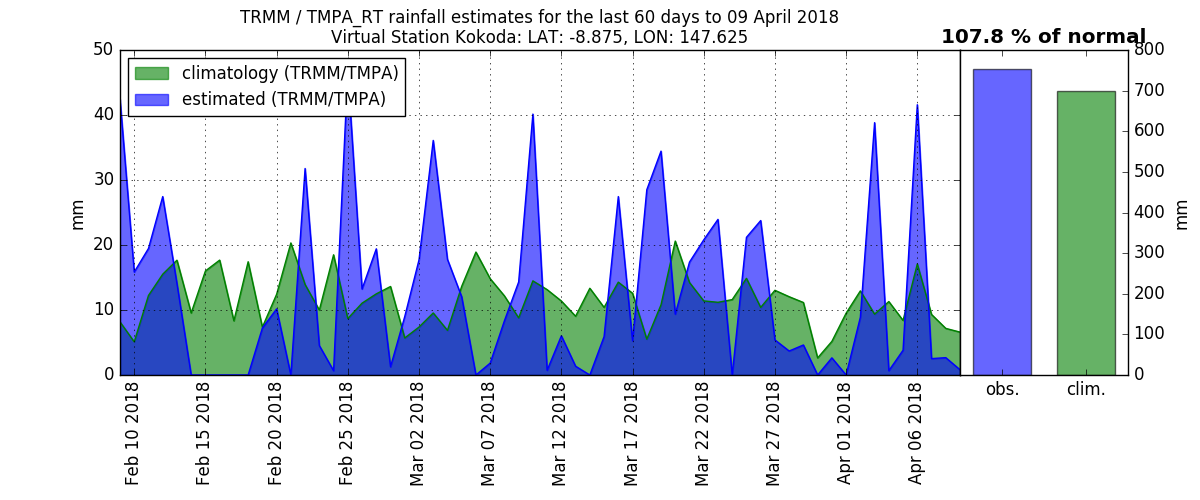 TRMM / TMPA_RT rainfall estimates for the last 60 days to 09 April 2018
Virtual Station Kokoda: LAT: -8.875, LON: 147.625
107.8 % of normal
climatology (TRMM/TMPA)
estimated (TRMM/TMPA)
50
40
30
20
10
0
mm
Feb 10 2018
Feb 15 2018
Feb 20 2018
Feb 25 2018
Mar 02 2018
Mar 07 2018
Mar 12 2018
Mar 17 2018
Mar 22 2018
Mar 27 2018
Apr 01 2018
Apr 06 2018
800
700
600
500
400
300
200
100
0
mm
obs.
clim.